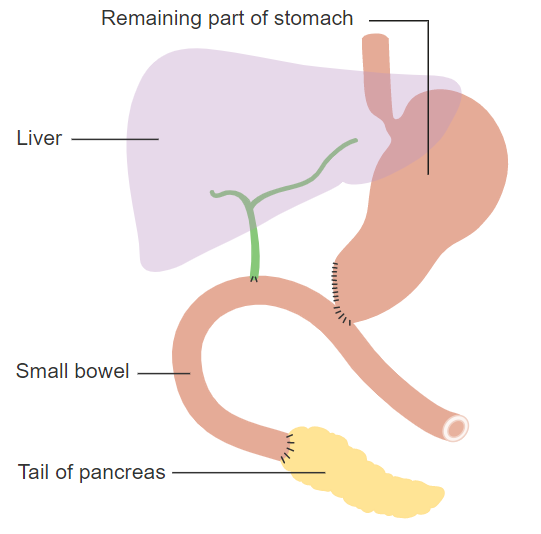 Remaining part of stomach
Liver
Small bowel
Tail of pancreas